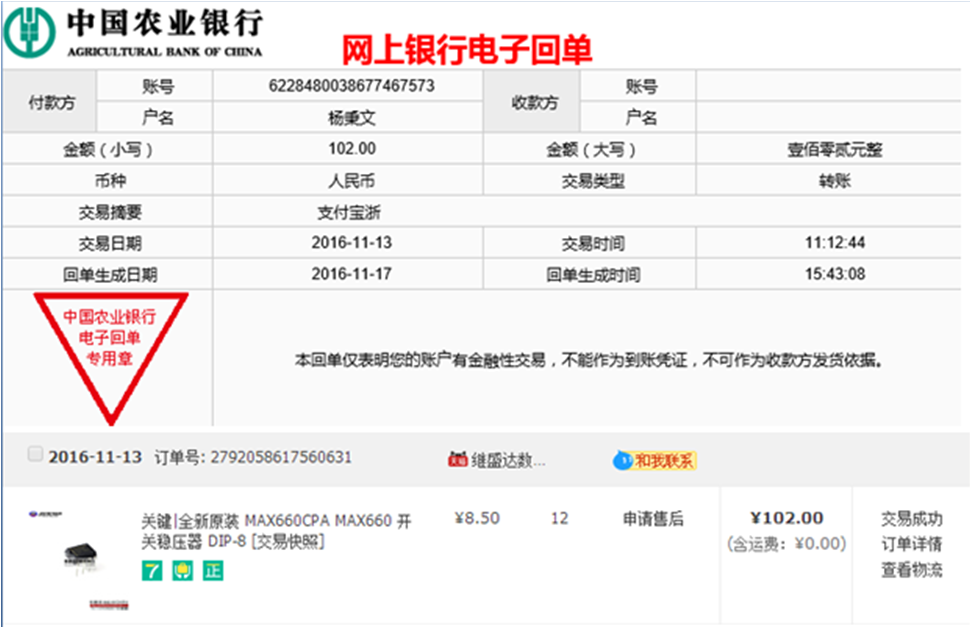 中国农业银行
AGRICULTURAL BANK OF CHINA
网上银行电子回单
付款方 账号 6228480038677467573 收款方 账号
户名 杨秉文 户名
金额（小写） 102.00 金额（大写） 壹佰零贰元整
币种 人民币 交易类型 转账
交易摘要 支付宝浙
交易日期 2016-11-13 交易时间 11:12:44
回单生成日期 2016-11-17 回单生成时间 15:43:08
中国农业银行
电子回单
专用章
本回单仅表明您的账户有金融性交易，不能作为到账凭证，不可作为收款方发货依据。
2016-11-13 订单号: 2792058617560631 天猫 维盛达数... 和我联系
关键|全新原装 MAX660CPA MAX660 开 ¥8.50 12 申请售后 ¥102.00 交易成功
关稳压器 DIP-8 [交易快照] (含运费: ¥0.00) 订单详情
7 正 查看物流